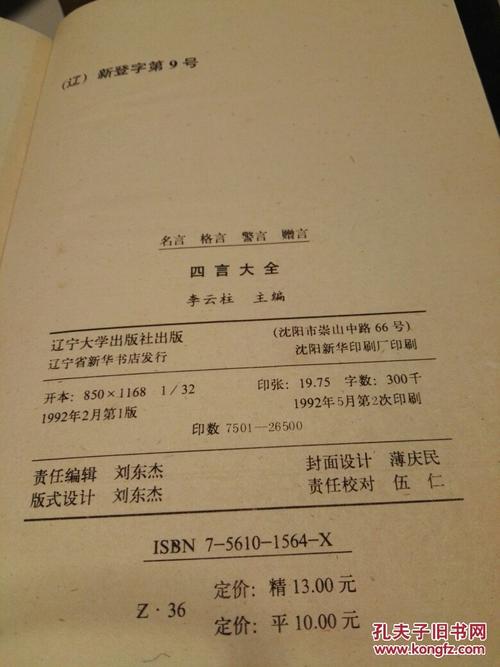 (辽) 新登字第9号
名言 格言 警言 赠言
四言大全
李云柱 主编
辽宁大学出版社出版 (沈阳市崇山中路66号)
辽宁省新华书店发行 沈阳新华印刷厂印刷
开本: 850×1168 1/32 印张: 19.75 字数: 300千
1992年2月第1版 1992年5月第2次印刷
印数 7501—26500
责任编辑 刘东杰 封面设计 薄庆民
版式设计 刘东杰 责任校对 伍仁
ISBN 7-5610-1564-X
定价: 精 13.00 元
Z·36
定价: 平 10.00 元
孔夫子旧书网
www.kongfz.com